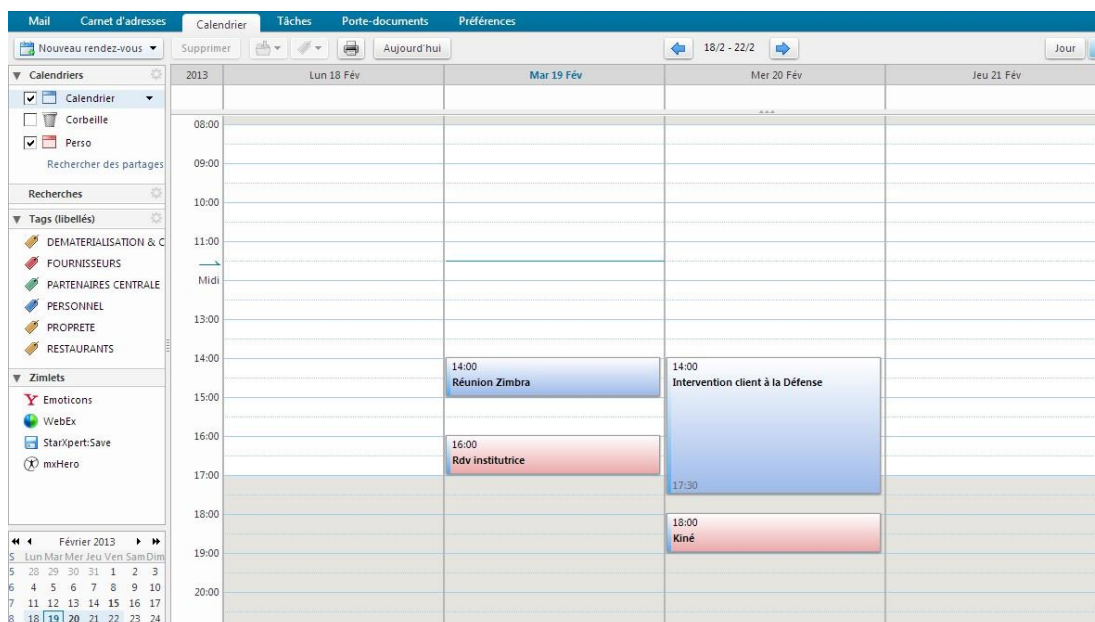 Mail Carnet d'adresses Calendrier Tâches Porte-documents Préférences
Nouveau rendez-vous Supprimer Aujourd'hui 18/2 - 22/2 Jour
Calendriers
Calendrier
Corbeille
Perso
Rechercher des partages
Recherches
Tags (libellés)
DEMATERIALISATION & C
FOURNISSEURS
PARTENAIRES CENTRALE
PERSONNEL
PROPRETE
RESTAURANTS
Zimlets
Emoticons
WebEx
StarXpert:Save
mxHero
Février 2013
S Lun Mar Mer Jeu Ven Sam Dim
5 28 29 30 31 1 2 3
6 4 5 6 7 8 9 10
7 11 12 13 14 15 16 17
8 18 19 20 21 22 23 24
2013 Lun 18 Fév Mar 19 Fév Mer 20 Fév Jeu 21 Fév
08:00
09:00
10:00
11:00
Midi
13:00
14:00
15:00
16:00
17:00
18:00
19:00
20:00
14:00
Réunion Zimbra
16:00
Rdv institutrice
14:00
Intervention client à la Défense
17:30
18:00
Kiné